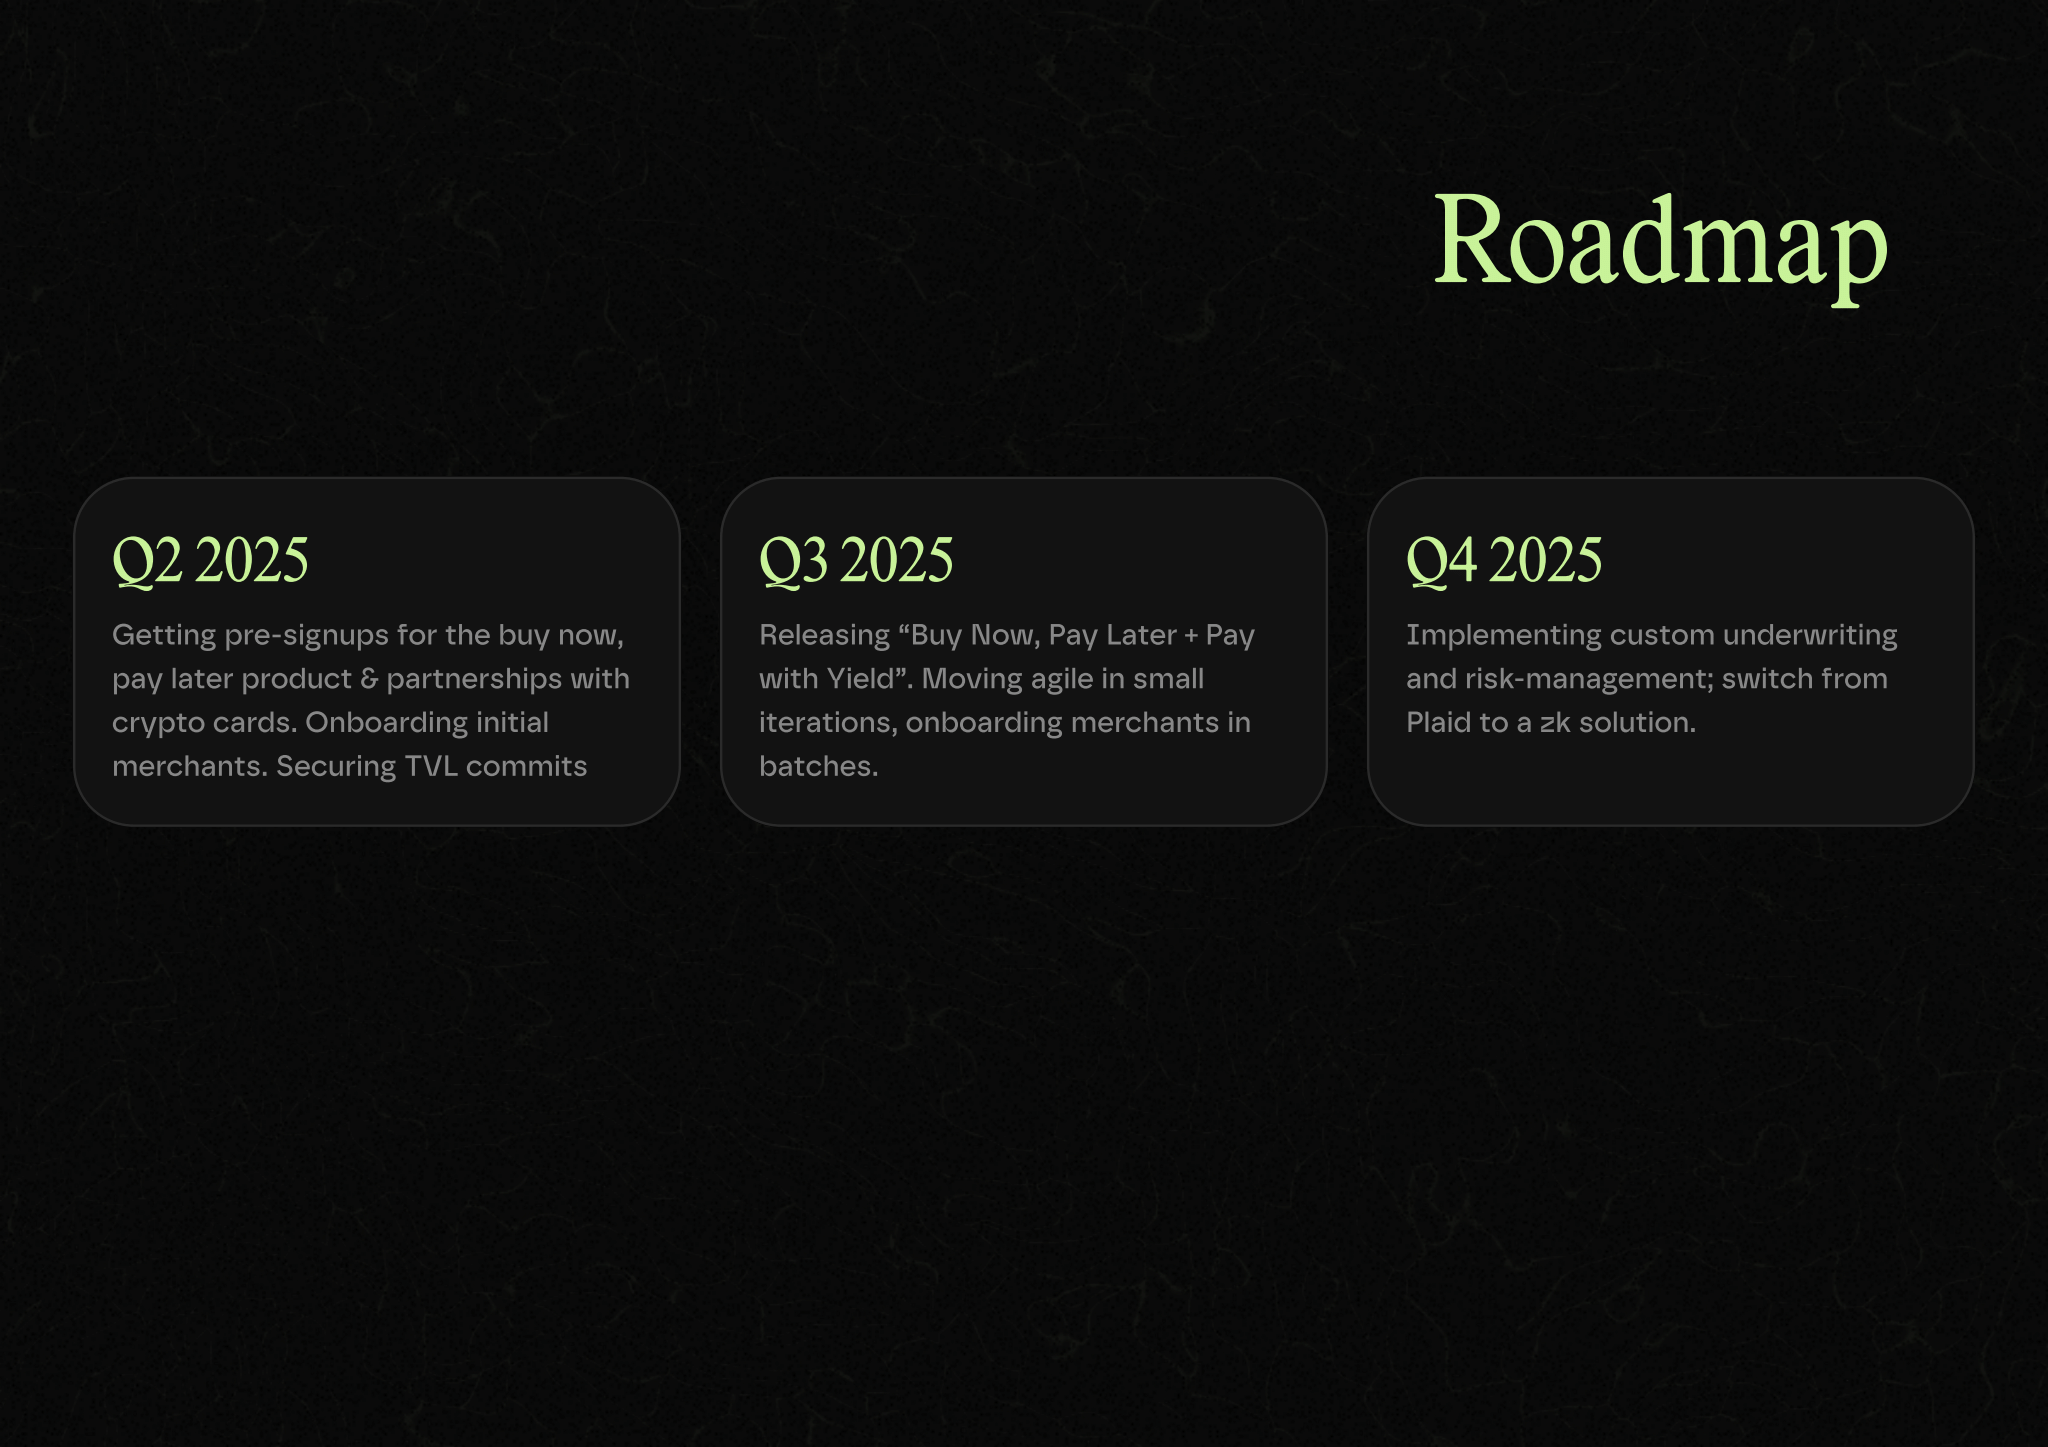 Roadmap
Q2 2025
Getting pre-signups for the buy now,
pay later product & partnerships with
crypto cards. Onboarding initial
merchants. Securing TVL commits
Q3 2025
Releasing “Buy Now, Pay Later + Pay
with Yield”. Moving agile in small
iterations, onboarding merchants in
batches.
Q4 2025
Implementing custom underwriting
and risk-management; switch from
Plaid to a zk solution.